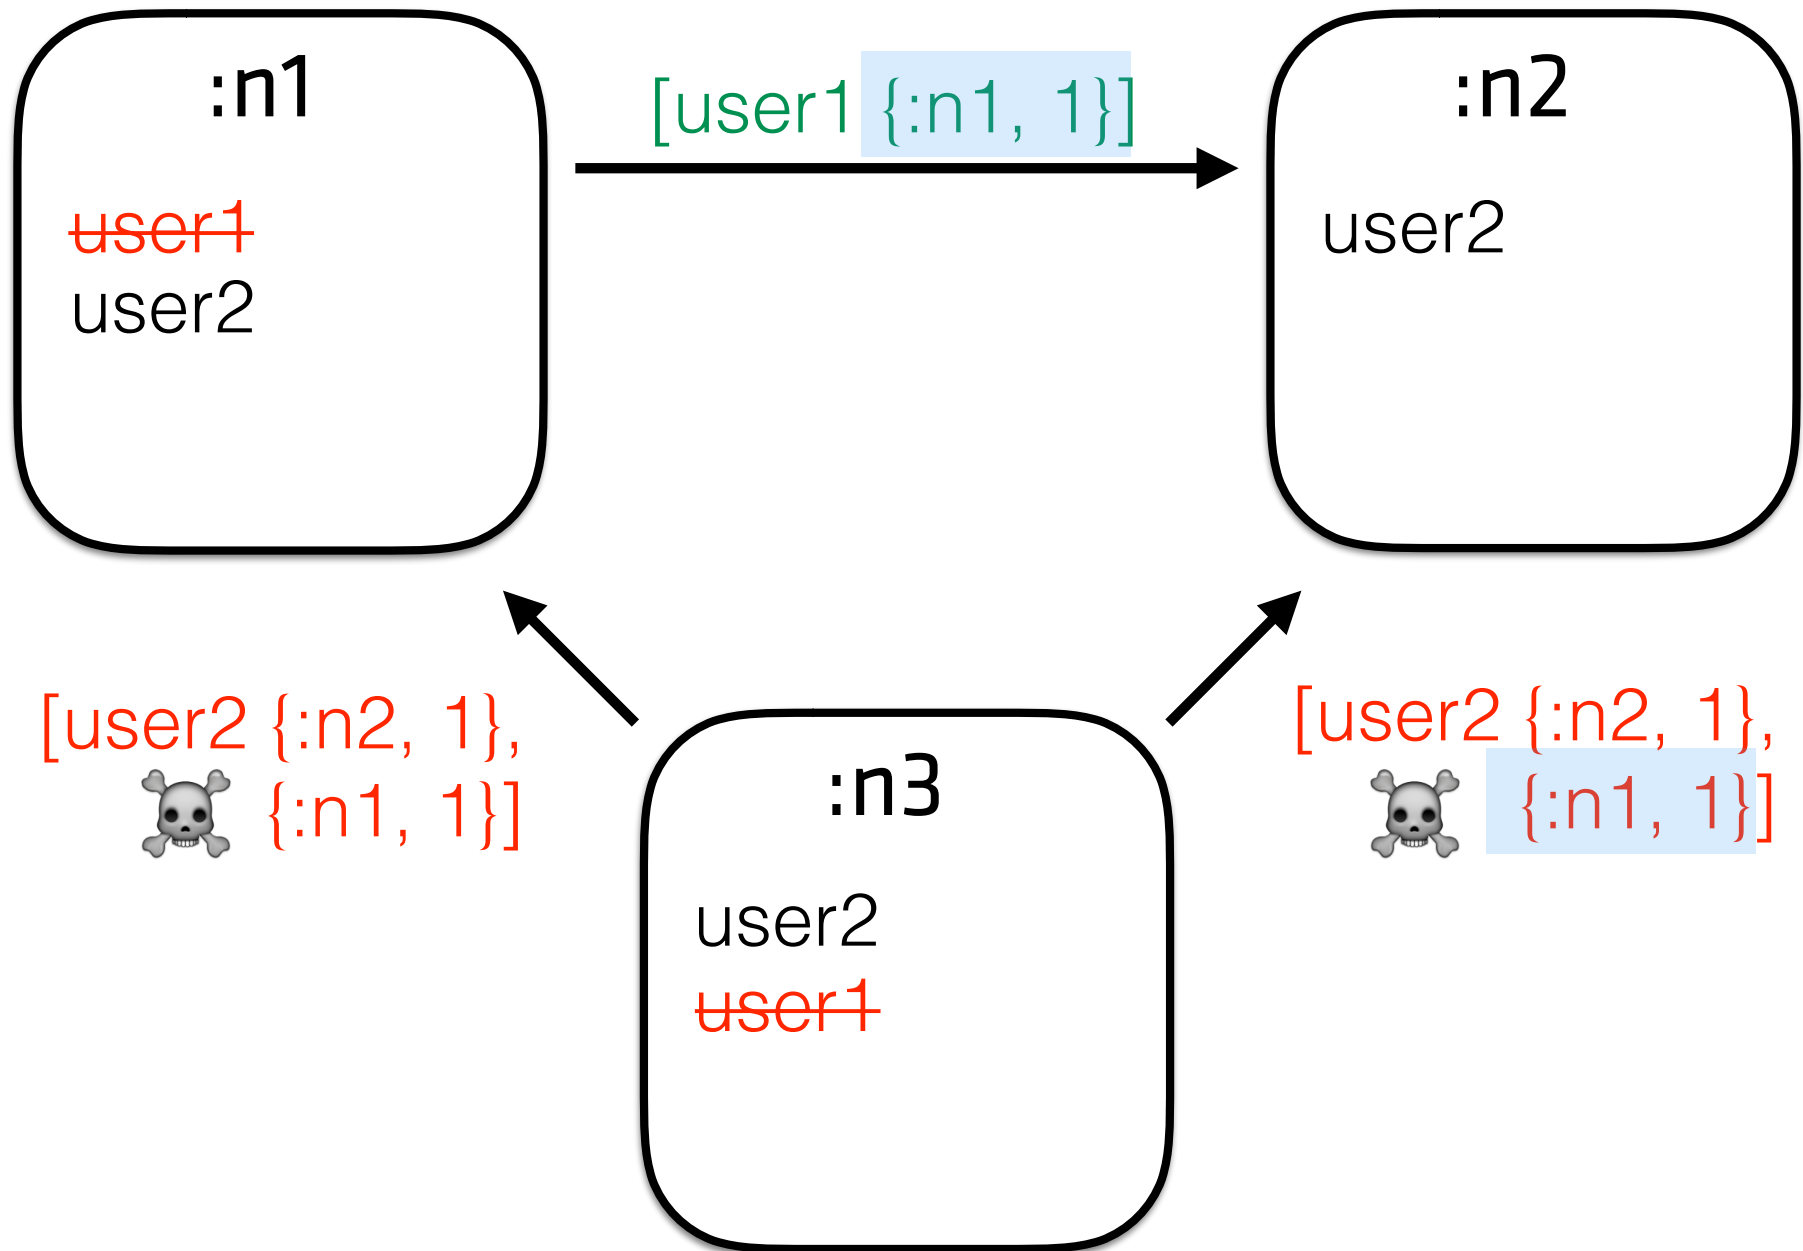 :n1
user1
user2
[user1 {:n1, 1}]
:n2
user2
[user2 {:n2, 1},
{:n1, 1}]
:n3
user2
user1
[user2 {:n2, 1},
{:n1, 1}]